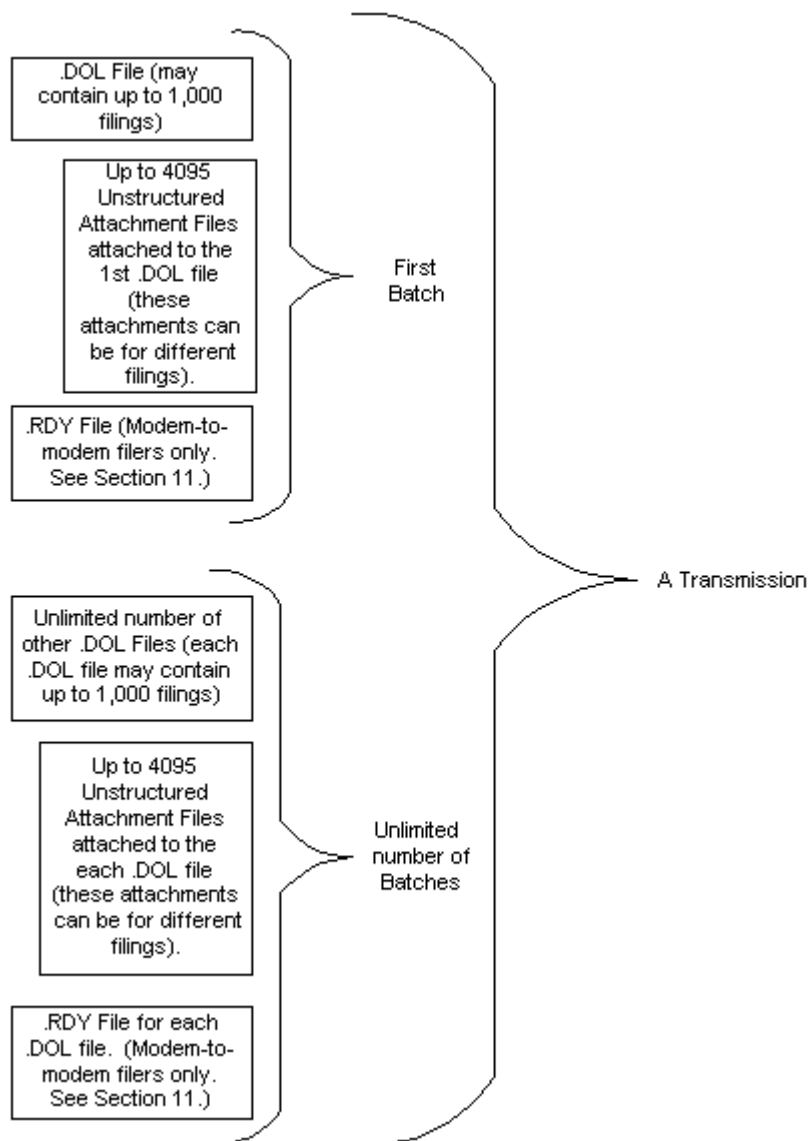 .DOL File (may
contain up to 1,000
filings)
Up to 4095
Unstructured
Attachment Files
attached to the
1st .DOL file
(these
attachments can
be for different
filings).
.RDY File (Modem-to-
modem filers only.
See Section 11.)
First
Batch
Unlimited number of
other .DOL Files (each
.DOL file may contain
up to 1,000 filings)
Up to 4095
Unstructured
Attachment Files
attached to the
each .DOL file
(these attachments
can be for different
filings).
.RDY File for each
.DOL file. (Modem-to-
modem filers only.
See Section 11.)
Unlimited
number of
Batches
A Transmission